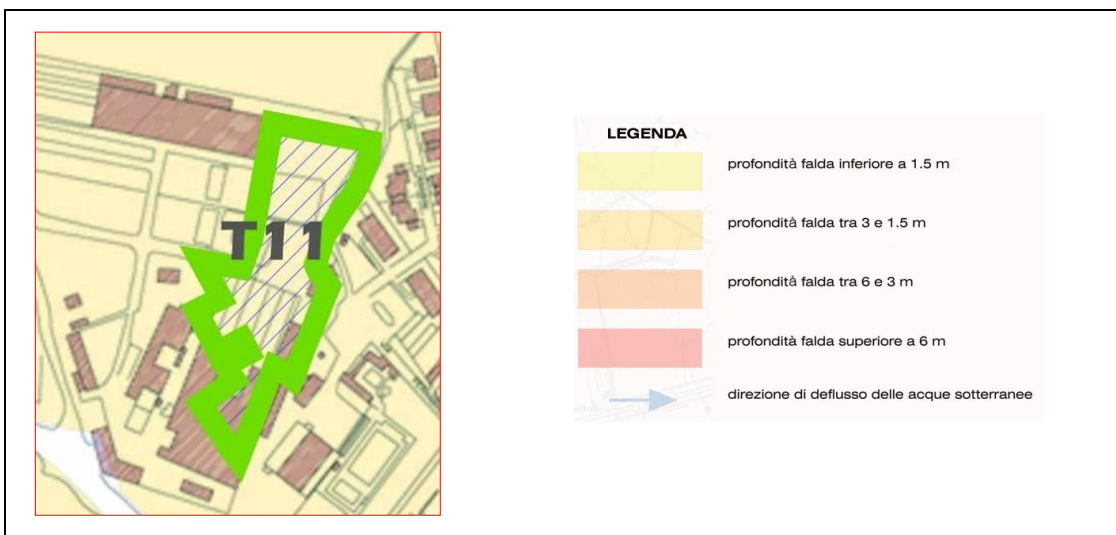 T11
LEGENDA
profondità falda inferiore a 1.5 m
profondità falda tra 3 e 1.5 m
profondità falda tra 6 e 3 m
profondità falda superiore a 6 m
direzione di deflusso delle acque sotterranee